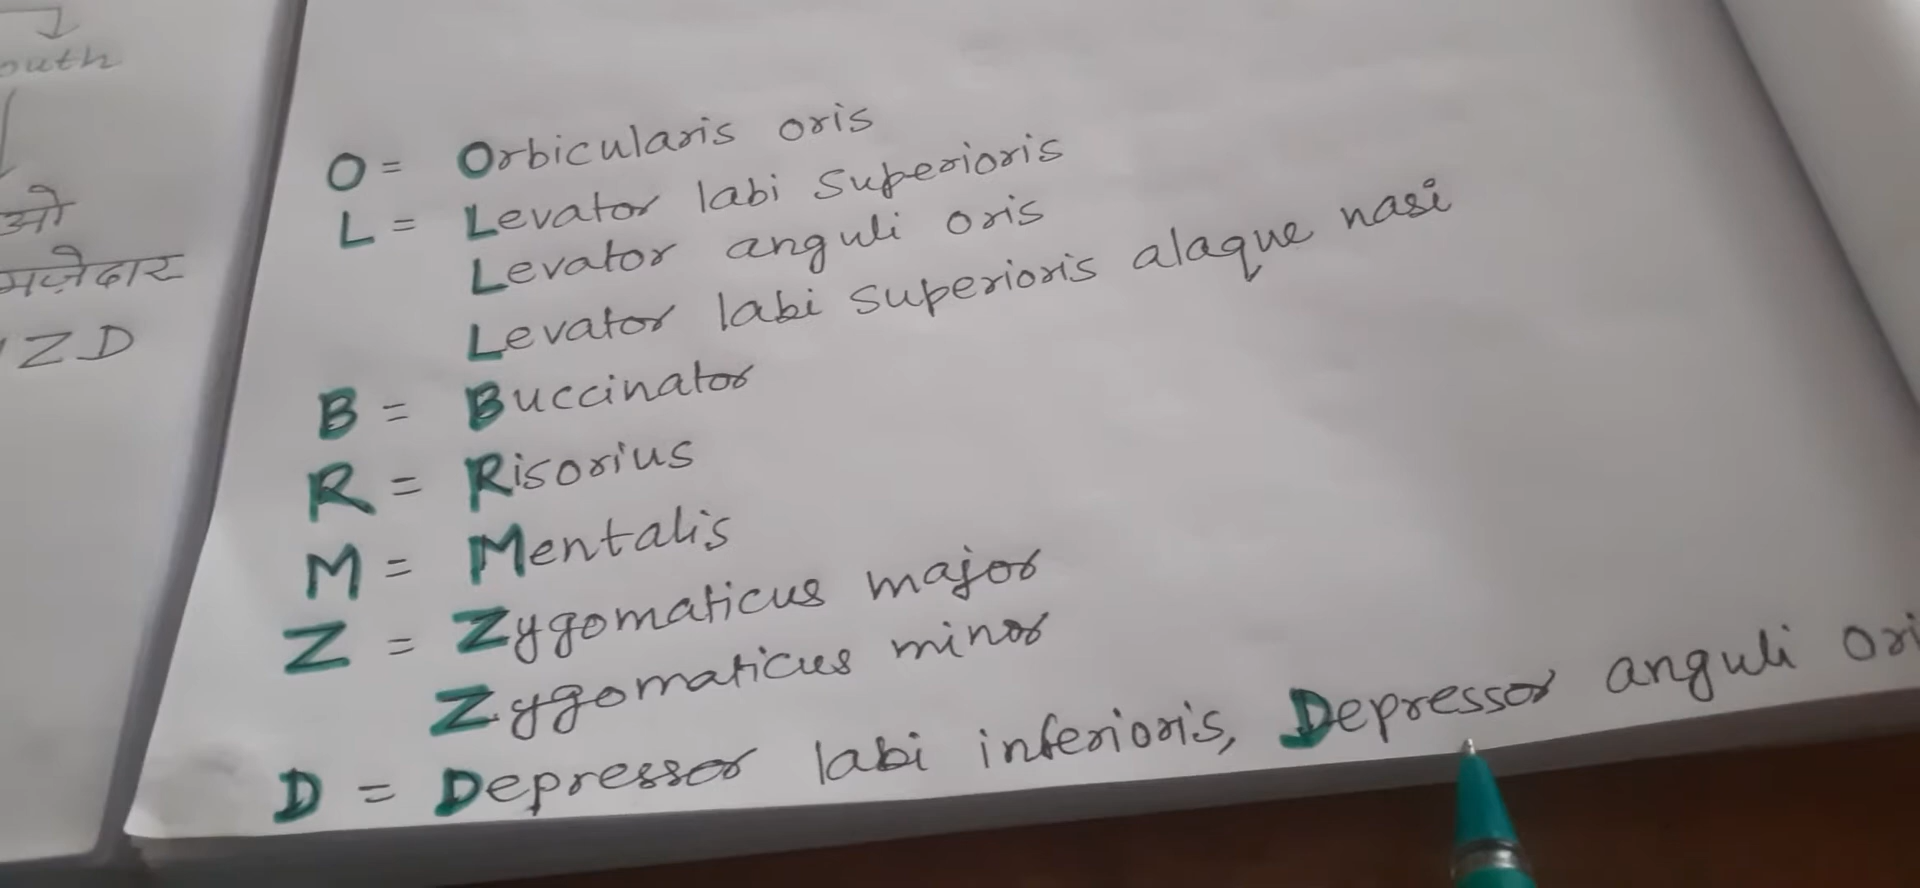 outh
ओ
मज़ेदार
ZD
O = Orbicularis oris
L = Levator labi superioris
Levator anguli oris
Levator labi superioris alaque nasi
B = Buccinator
R = Risorius
M = Mentalis
Z = Zygomaticus major
Zygomaticus minor
D = Depressor labi inferioris, Depressor anguli ori